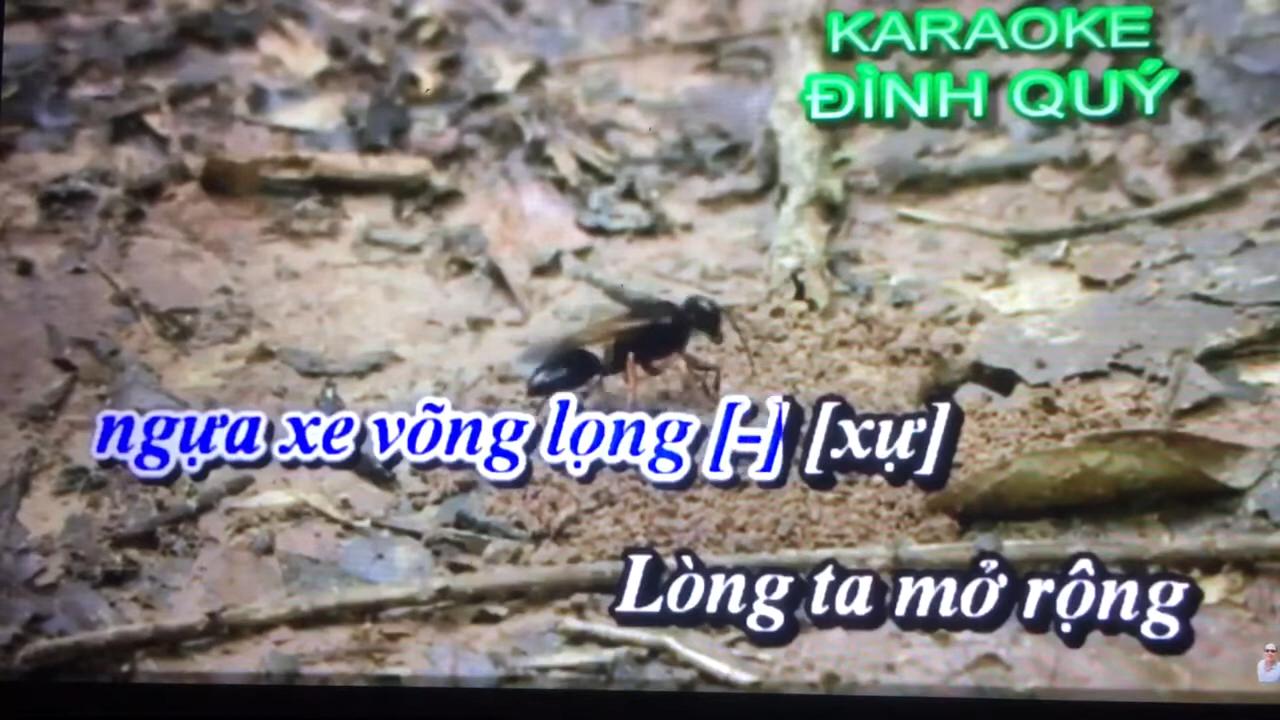 KARAOKE
ĐÌNH QUÝ
ngựa xe võng lọng [-] [xự]
Lòng ta mở rộng